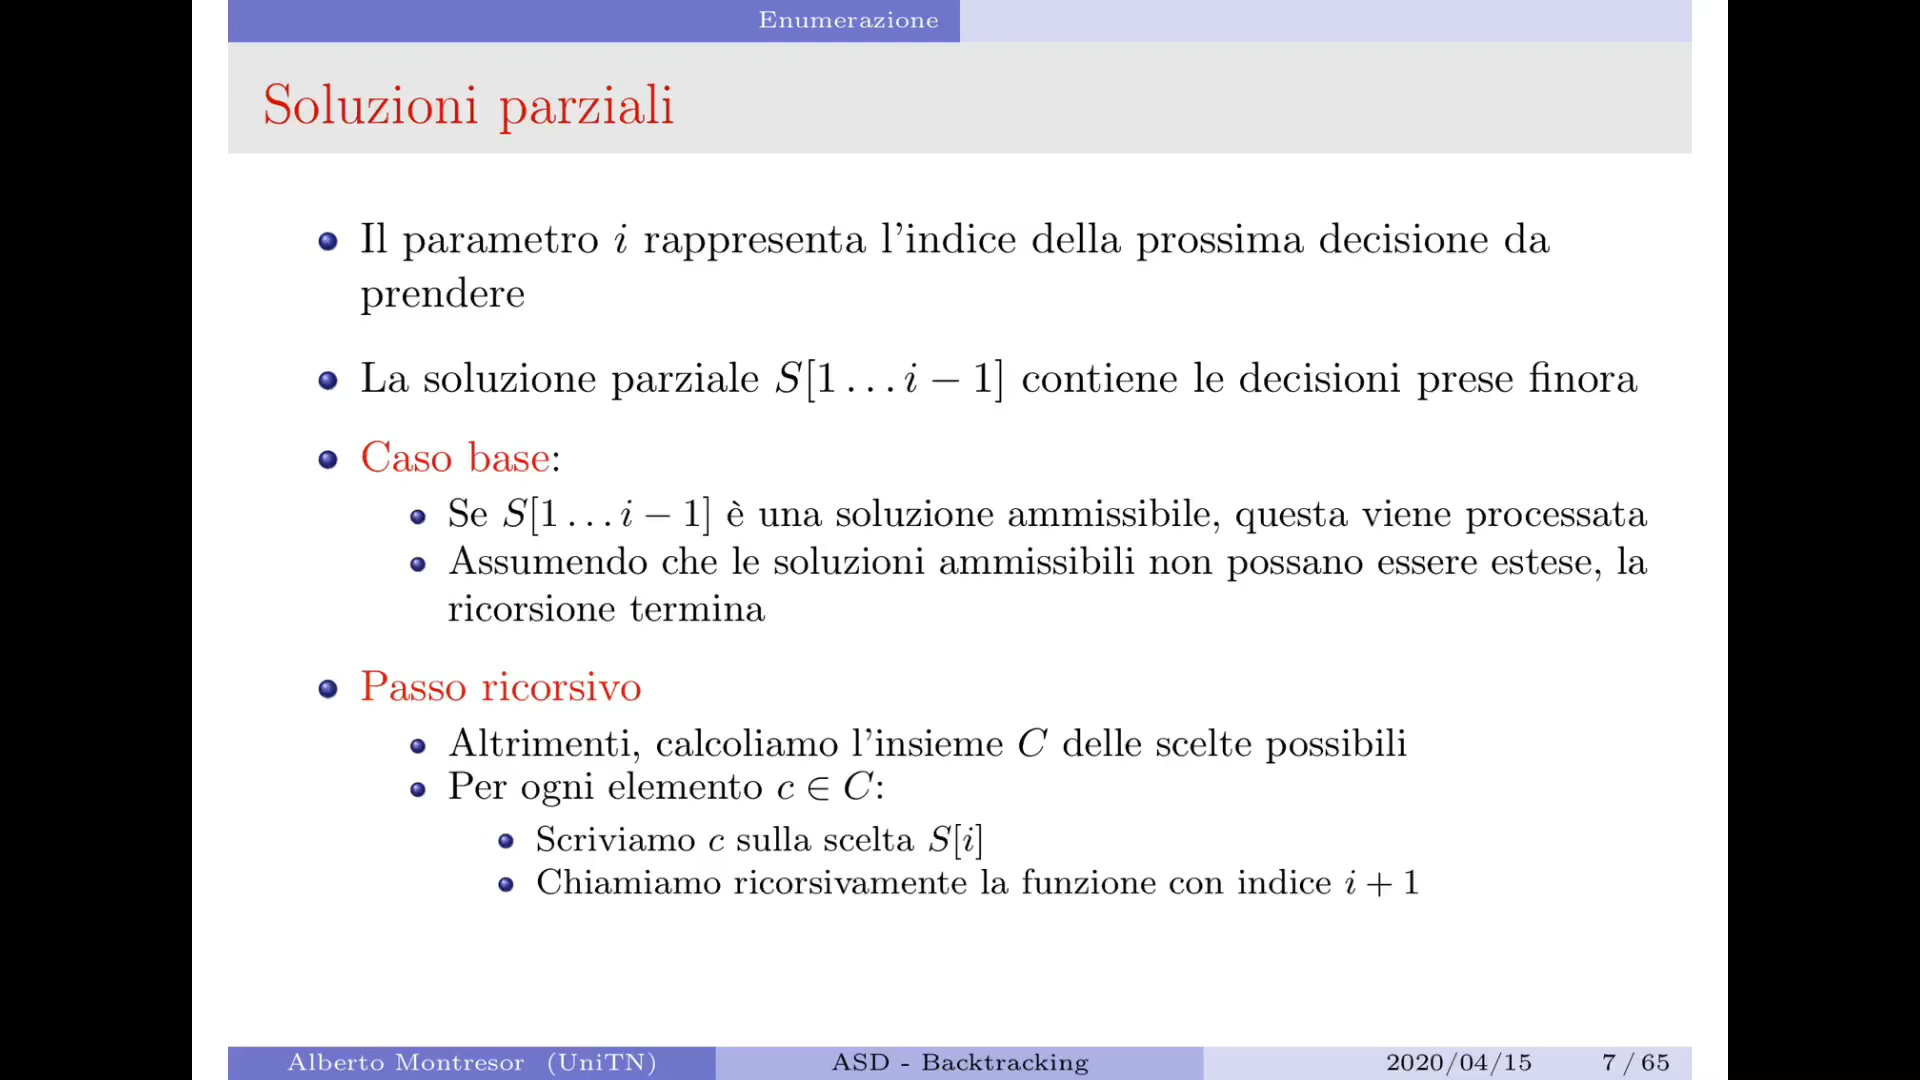 Enumerazione
Soluzioni parziali
Il parametro i rappresenta l'indice della prossima decisione da
prendere
La soluzione parziale S[1 . . . i − 1] contiene le decisioni prese finora
Caso base:
Se S[1 . . . i − 1] è una soluzione ammissibile, questa viene processata
Assumendo che le soluzioni ammissibili non possano essere estese, la
ricorsione termina
Passo ricorsivo
Altrimenti, calcoliamo l'insieme C delle scelte possibili
Per ogni elemento c ∈ C:
Scriviamo c sulla scelta S[i]
Chiamiamo ricorsivamente la funzione con indice i + 1
Alberto Montresor (UniTN) ASD - Backtracking 2020/04/15 7 / 65